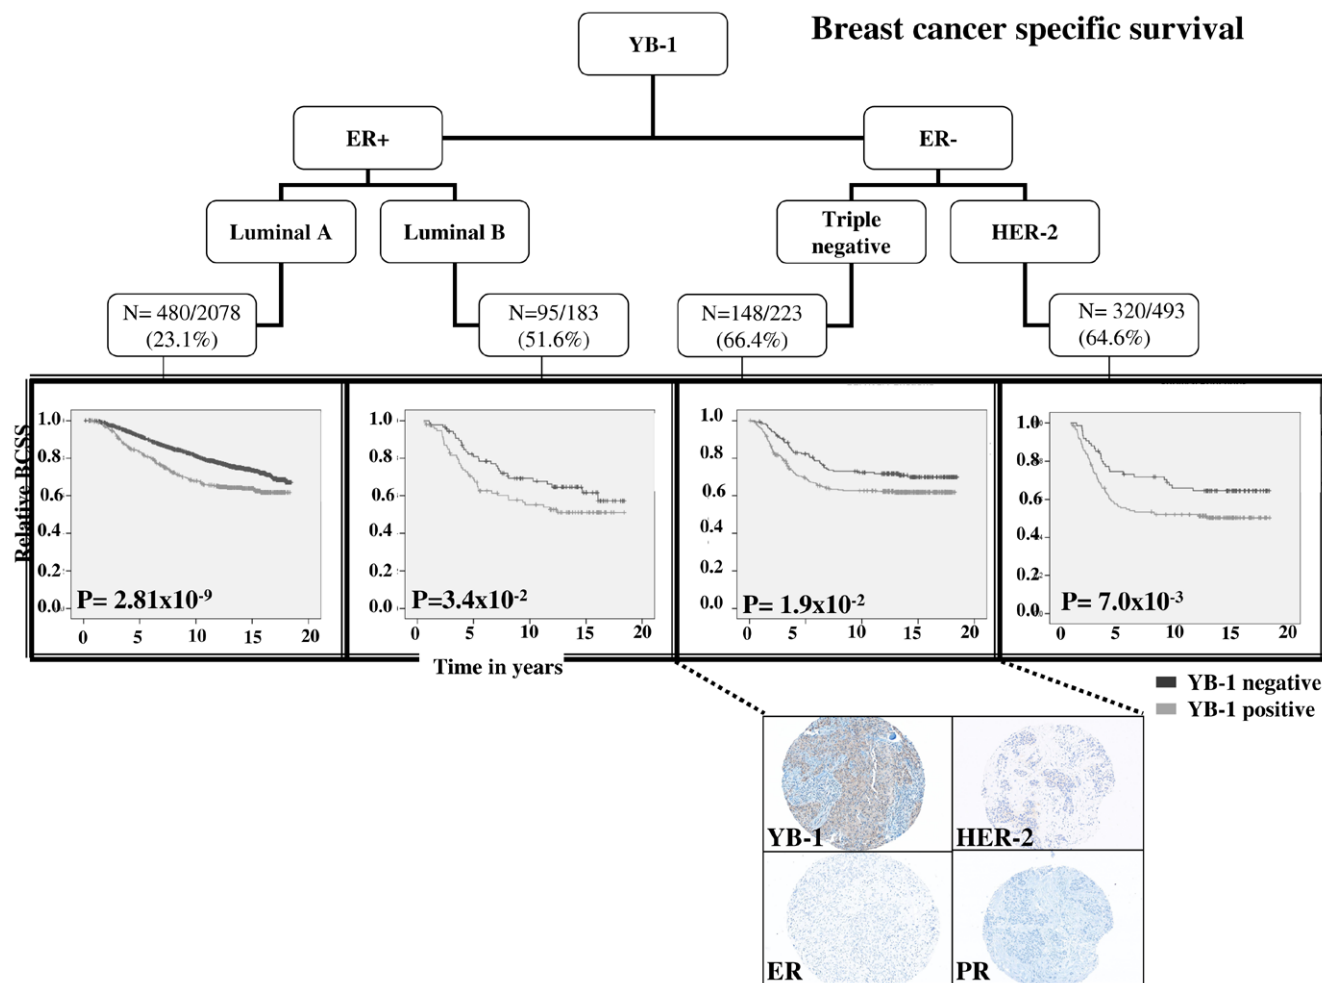 Breast cancer specific survival
YB-1
ER+
ER-
Luminal A
Luminal B
Triple
negative
HER-2
N= 480/2078
(23.1%)
N=95/183
(51.6%)
N=148/223
(66.4%)
N= 320/493
(64.6%)
Relative BCSS
1.0
0.8
0.6
0.4
0.2
0.0
P= 2.81x10-9
0 5 10 15 20
1.0
0.8
0.6
0.4
0.2
0.0
P=3.4x10-2
0 5 10 15 20
1.0
0.8
0.6
0.4
0.2
0.0
P= 1.9x10-2
0 5 10 15 20
1.0
0.8
0.6
0.4
0.2
0.0
P= 7.0x10-3
0 5 10 15 20
Time in years
YB-1 negative
YB-1 positive
YB-1
HER-2
ER
PR